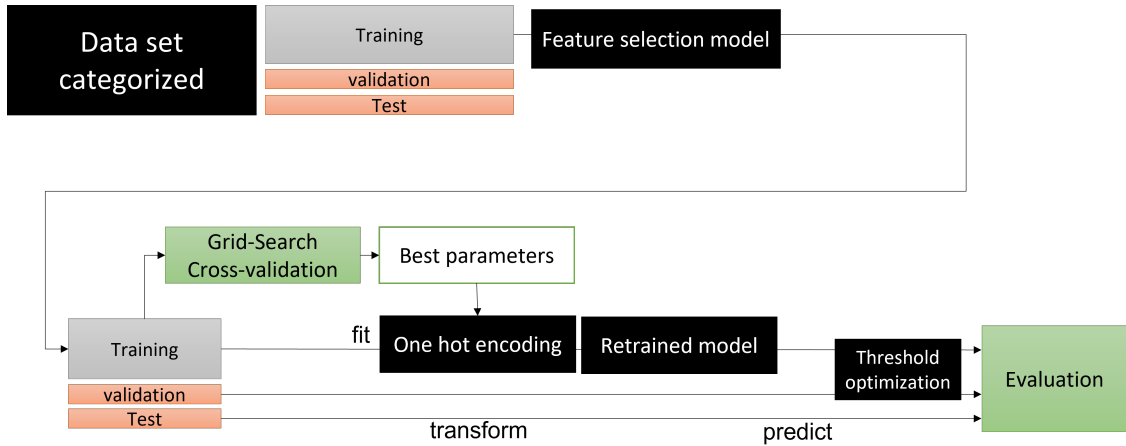 Data set
categorized
Training
validation
Test
Feature selection model
Grid-Search
Cross-validation
Best parameters
Training
validation
Test
fit
One hot encoding
Retrained model
Threshold
optimization
Evaluation
transform
predict